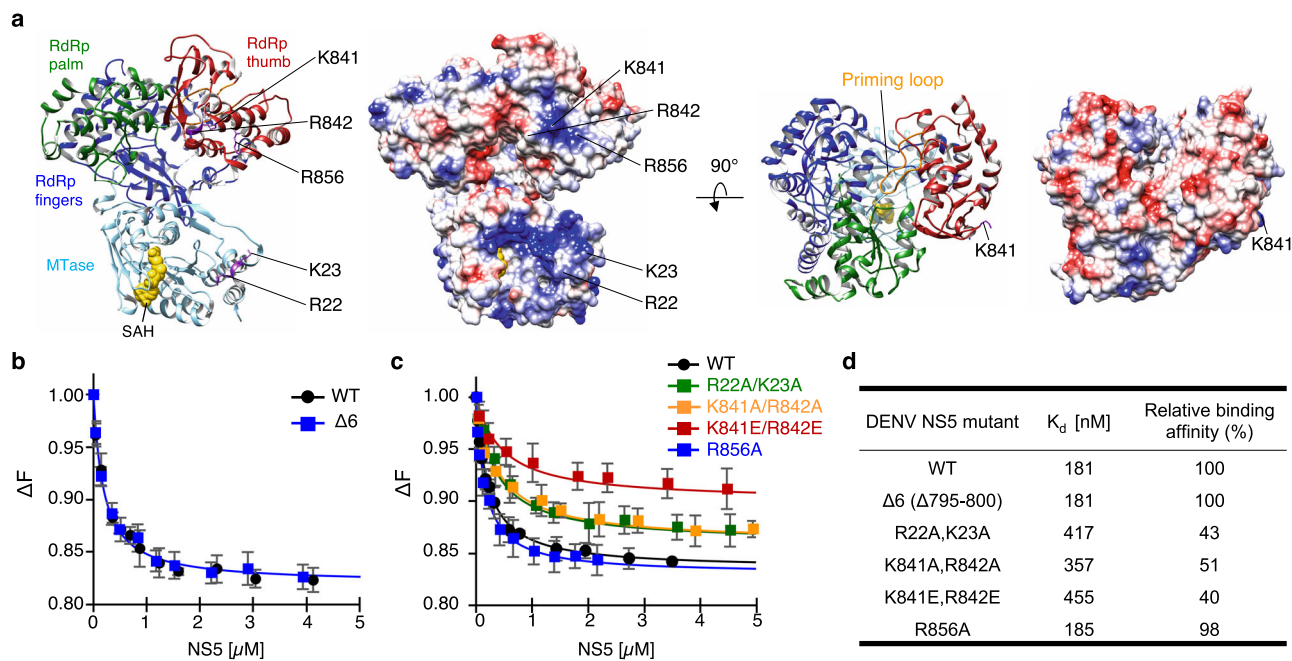 a
RdRp
palm
RdRp
thumb
K841
R842
R856
RdRp
fingers
MTase
K23
R22
SAH
K841
R842
R856
K23
R22
90°
Priming loop
K841
K841
b
WT
Δ6
1.00
0.95
0.90
0.85
0.80
ΔF
0 1 2 3 4 5
NS5 [µM]
c
WT
R22A/K23A
K841A/R842A
K841E/R842E
R856A
1.00
0.95
0.90
0.85
0.80
ΔF
0 1 2 3 4 5
NS5 [µM]
d
DENV NS5 mutant Kd [nM] Relative binding affinity (%)
WT 181 100
Δ6 (Δ795-800) 181 100
R22A,K23A 417 43
K841A,R842A 357 51
K841E,R842E 455 40
R856A 185 98